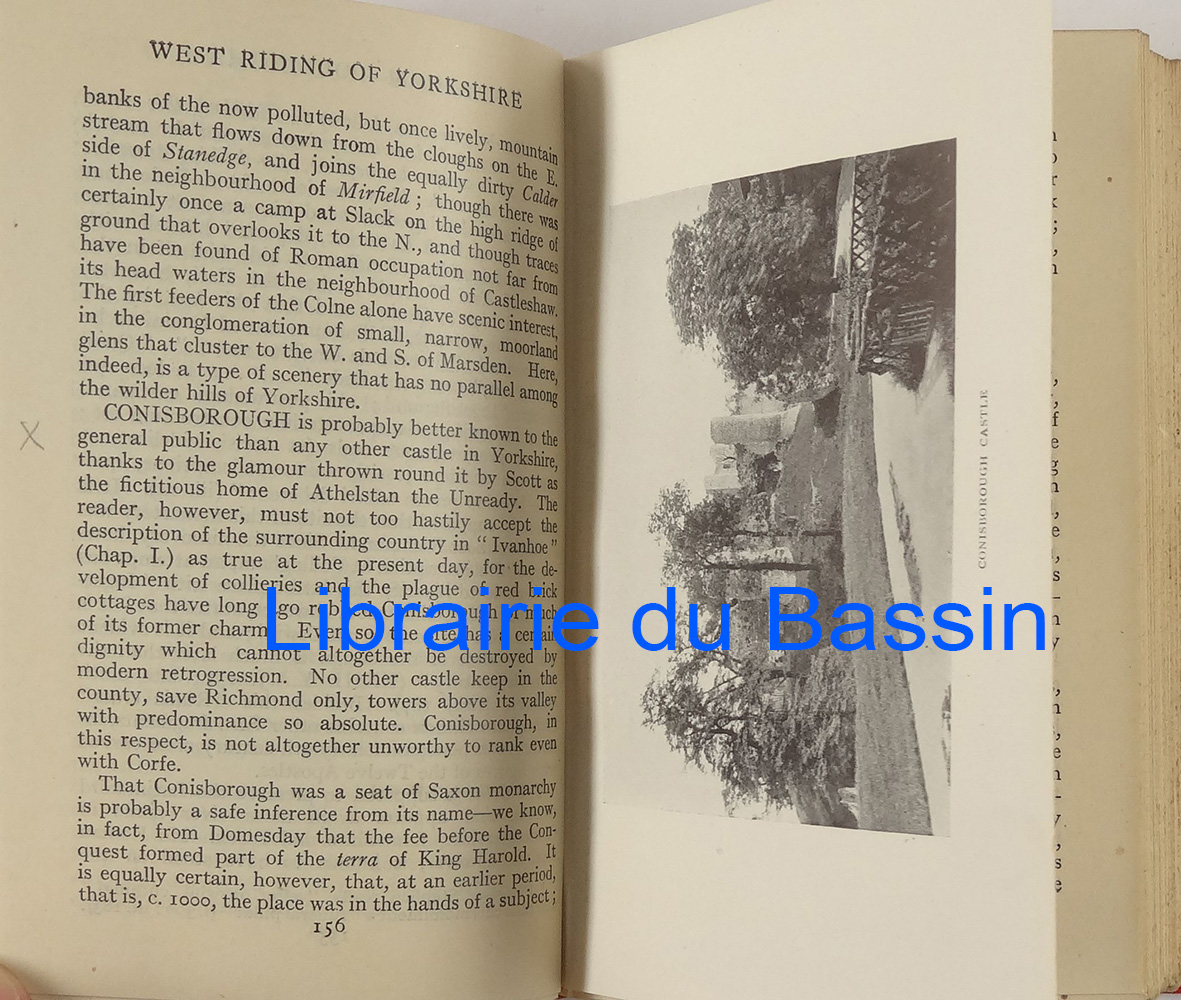 WEST RIDING OF YORKSHIRE
banks of the now polluted, but once lively, mountain
stream that flows down from the cloughs on the E.
side of Stanedge, and joins the equally dirty Calder
in the neighbourhood of Mirfield; though there was
certainly once a camp at Slack on the high ridge of
ground that overlooks it to the N., and though traces
have been found of Roman occupation not far from
its head waters in the neighbourhood of Castleshaw.
The first feeders of the Colne alone have scenic interest,
in the conglomeration of small, narrow, moorland
glens that cluster to the W. and S. of Marsden. Here,
indeed, is a type of scenery that has no parallel among
the wilder hills of Yorkshire.
CONISBOROUGH is probably better known to the
general public than any other castle in Yorkshire,
thanks to the glamour thrown round it by Scott as
the fictitious home of Athelstan the Unready. The
reader, however, must not too hastily accept the
description of the surrounding country in "Ivanhoe"
(Chap. I.) as true at the present day, for the de-
velopment of collieries and the plague of red brick
cottages have long ago robbed Conisborough of much
of its former charm. Even so, the site has a certain
dignity which cannot altogether be destroyed by
modern retrogression. No other castle keep in the
county, save Richmond only, towers above its valley
with predominance so absolute. Conisborough, in
this respect, is not altogether unworthy to rank even
with Corfe.
That Conisborough was a seat of Saxon monarchy
is probably a safe inference from its name—we know,
in fact, from Domesday that the fee before the Con-
quest formed part of the terra of King Harold. It
is equally certain, however, that, at an earlier period,
that is, c. 1000, the place was in the hands of a subject;
156
CONISBOROUGH CASTLE
Librairie du Bassin